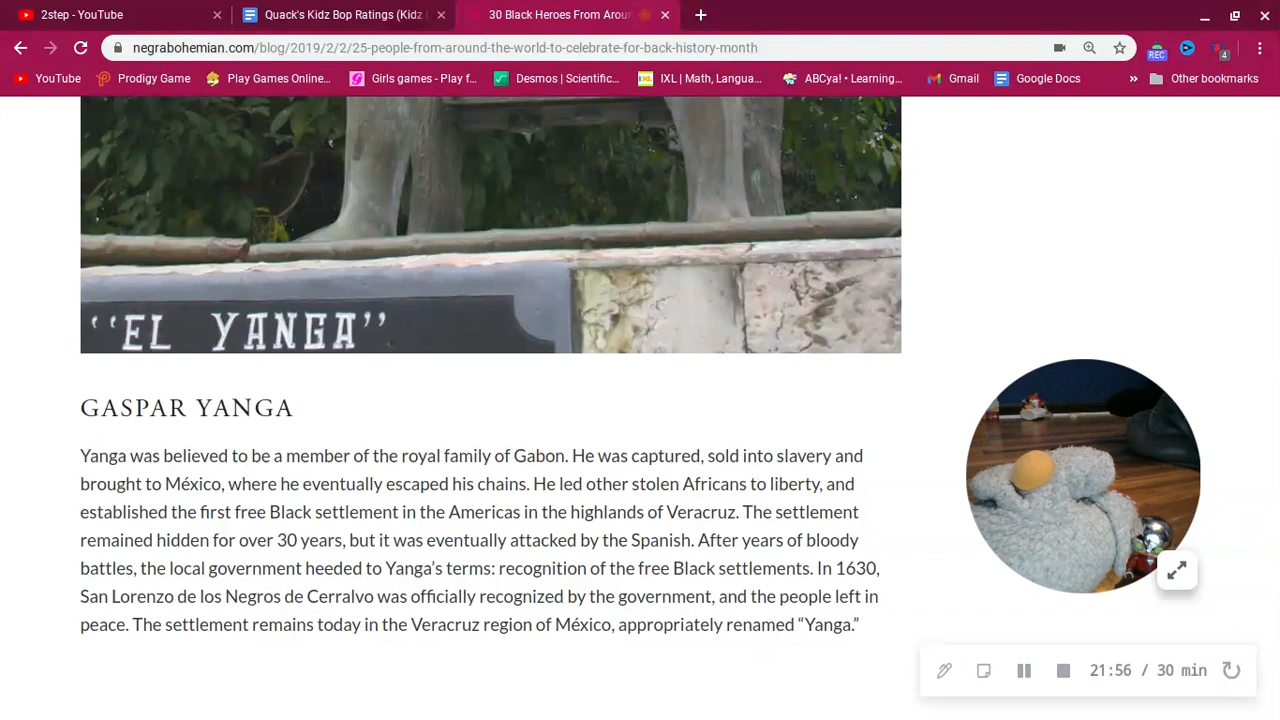 2step - YouTube
Quack's Kidz Bop Ratings (Kidz
30 Black Heroes From Arou
negrabohemian.com/blog/2019/2/2/25-people-from-around-the-world-to-celebrate-for-back-history-month
REC
4
YouTube
Prodigy Game
Play Games Online...
Girls games - Play f...
Desmos | Scientific...
IXL | Math, Langua...
ABCya! • Learning...
Gmail
Google Docs
»
Other bookmarks
“EL YANGA”
GASPAR YANGA
Yanga was believed to be a member of the royal family of Gabon. He was captured, sold into slavery and
brought to México, where he eventually escaped his chains. He led other stolen Africans to liberty, and
established the first free Black settlement in the Americas in the highlands of Veracruz. The settlement
remained hidden for over 30 years, but it was eventually attacked by the Spanish. After years of bloody
battles, the local government heeded to Yanga’s terms: recognition of the free Black settlements. In 1630,
San Lorenzo de los Negros de Cerralvo was officially recognized by the government, and the people left in
peace. The settlement remains today in the Veracruz region of México, appropriately renamed “Yanga.”
21:56 / 30 min